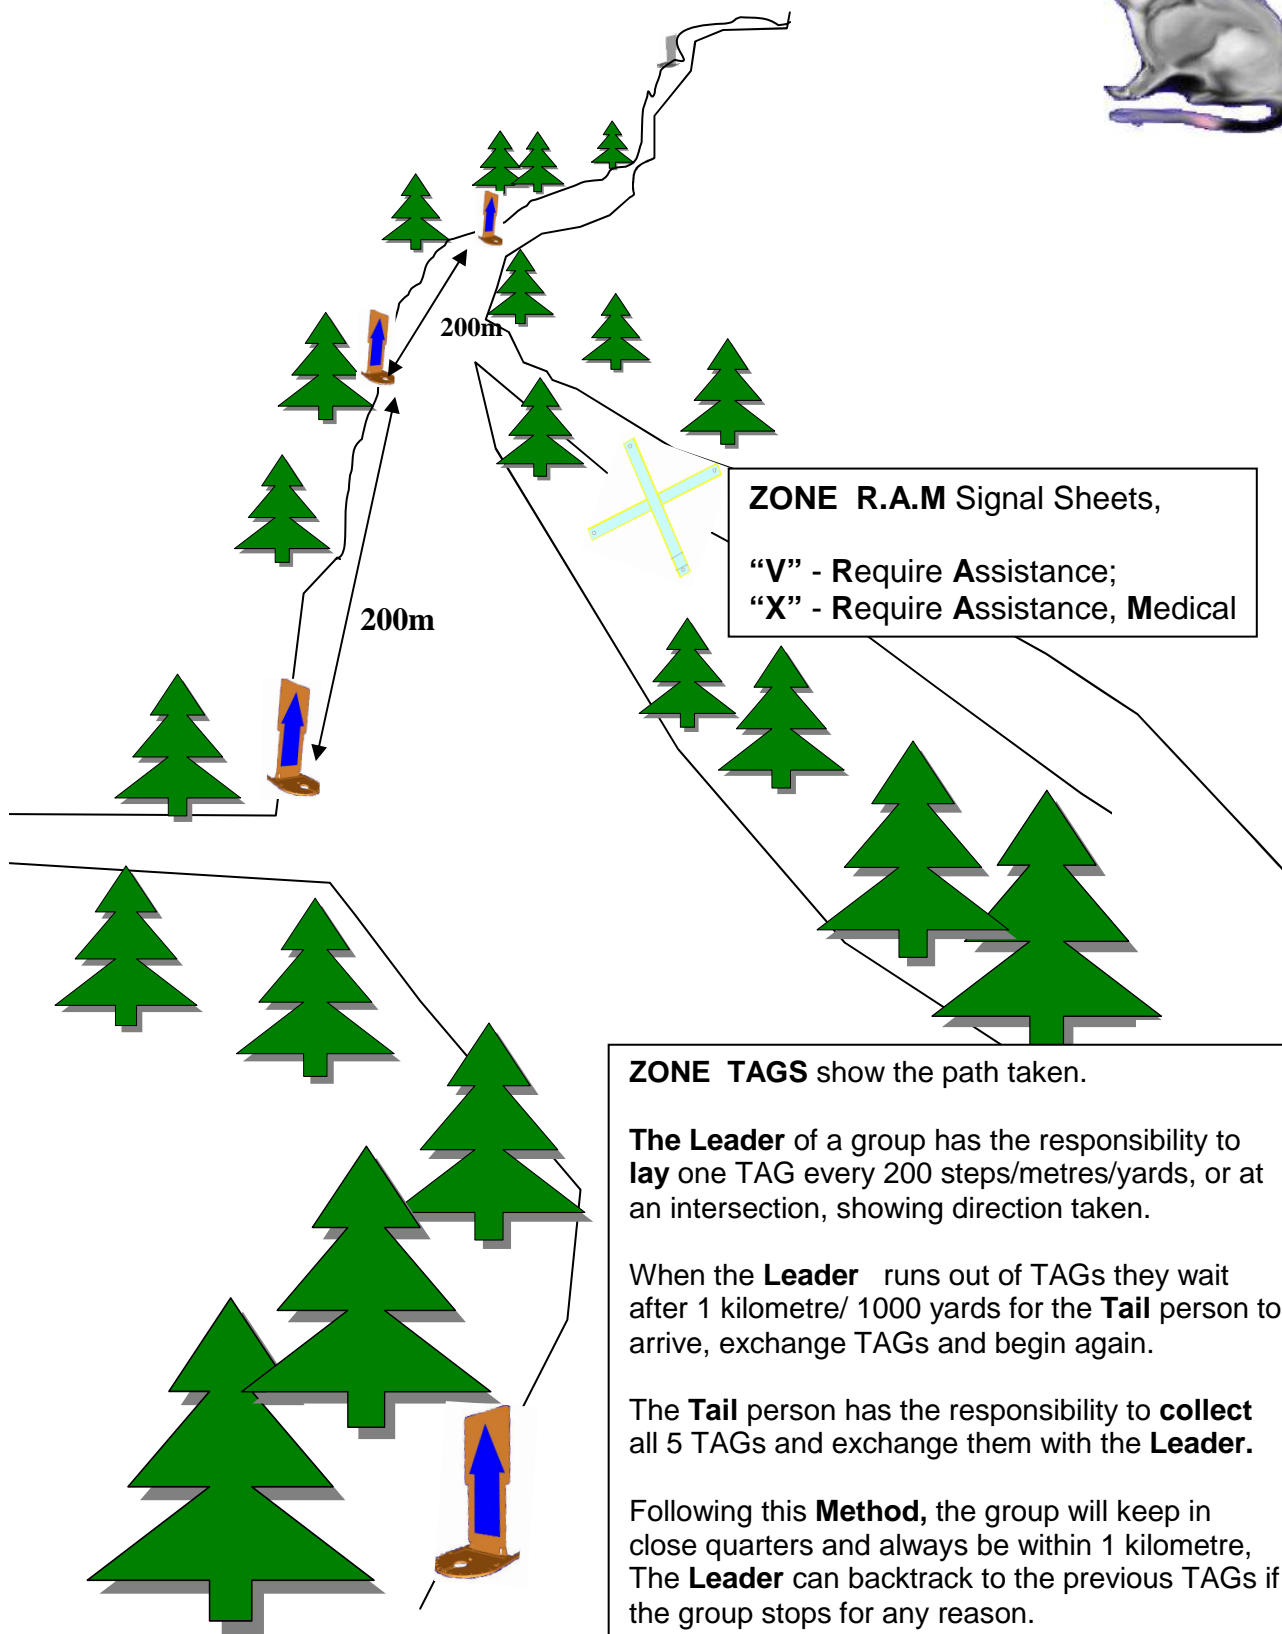 200m
200m
ZONE R.A.M Signal Sheets,
“V” - Require Assistance;
“X” - Require Assistance, Medical
ZONE TAGS show the path taken.
The Leader of a group has the responsibility to
lay one TAG every 200 steps/metres/yards, or at
an intersection, showing direction taken.
When the Leader runs out of TAGs they wait
after 1 kilometre/ 1000 yards for the Tail person to
arrive, exchange TAGs and begin again.
The Tail person has the responsibility to collect
all 5 TAGs and exchange them with the Leader.
Following this Method, the group will keep in
close quarters and always be within 1 kilometre,
The Leader can backtrack to the previous TAGs if
the group stops for any reason.